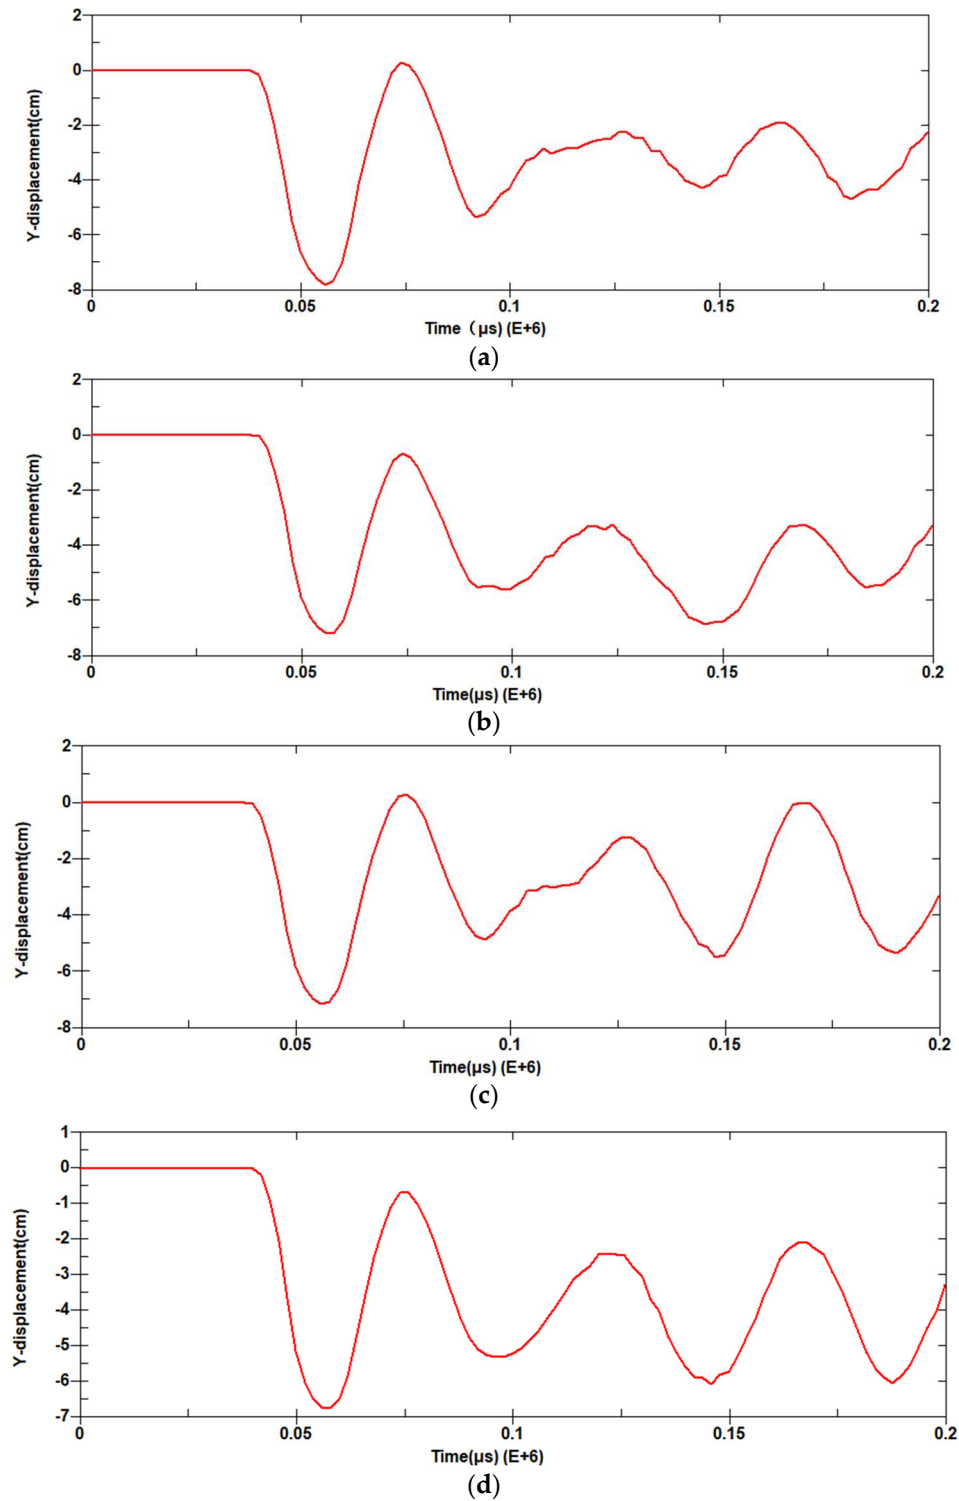 2
0
-2
-4
-6
-8
Y-displacement(cm)
0 0.05 0.1 0.15 0.2
Time（μs) (E+6)
(a)
2
0
-2
-4
-6
-8
Y-displacement(cm)
0 0.05 0.1 0.15 0.2
Time(μs) (E+6)
(b)
2
0
-2
-4
-6
-8
Y-displacement(cm)
0 0.05 0.1 0.15 0.2
Time(μs) (E+6)
(c)
1
0
-1
-2
-3
-4
-5
-6
-7
Y-displacement(cm)
0 0.05 0.1 0.15 0.2
Time(μs) (E+6)
(d)